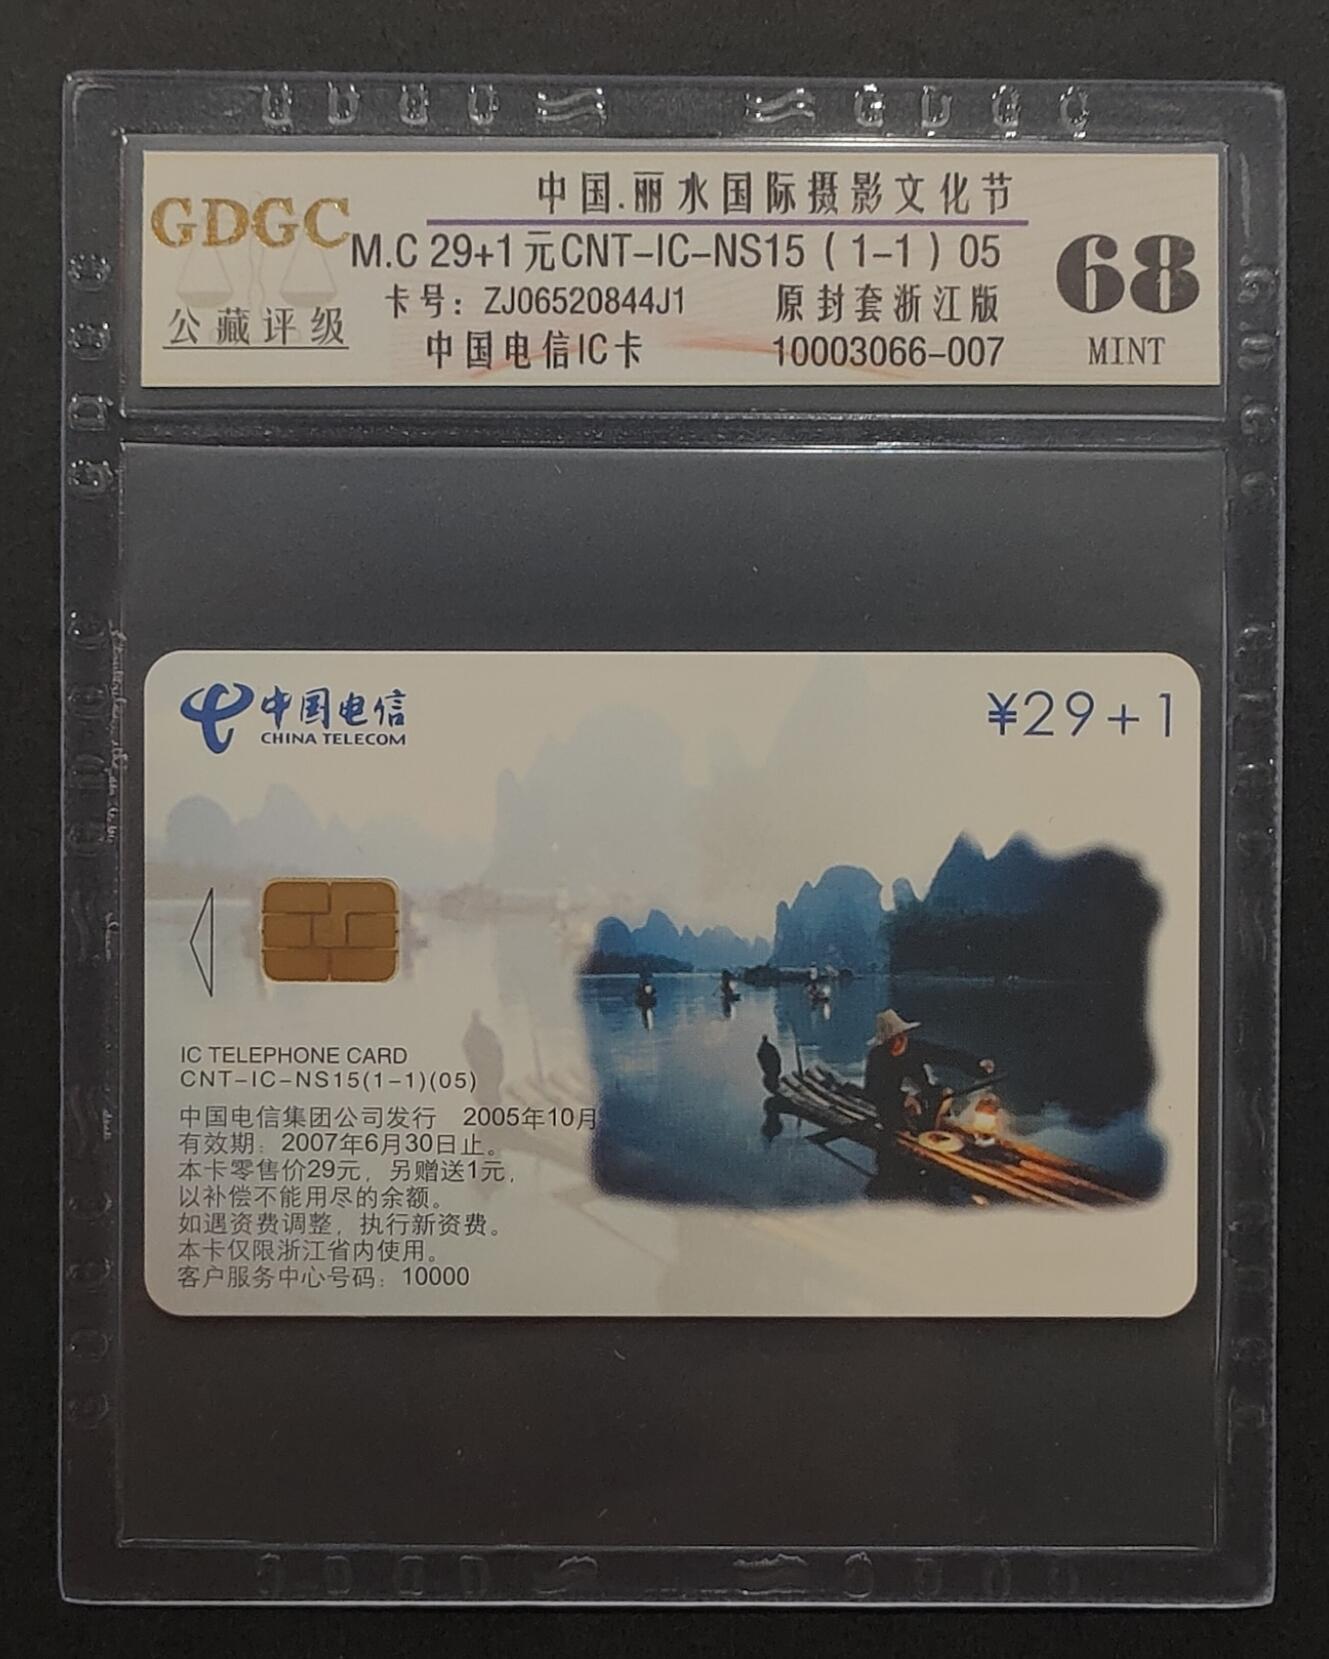 中国.丽水国际摄影文化节
GDGC
M.C 29+1元CNT-IC-NS15 ( 1-1 ) 05
68
卡号: ZJ06520844J1 原封套浙江版
公藏评级
中国电信IC卡 10003066-007
MINT
中国电信
CHINA TELECOM
¥29+1
IC TELEPHONE CARD
CNT-IC-NS15(1-1)(05)
中国电信集团公司发行 2005年10月
有效期: 2007年6月30日止。
本卡零售价29元, 另赠送1元,
以补偿不能用尽的余额。
如遇资费调整, 执行新资费。
本卡仅限浙江省内使用。
客户服务中心号码: 10000